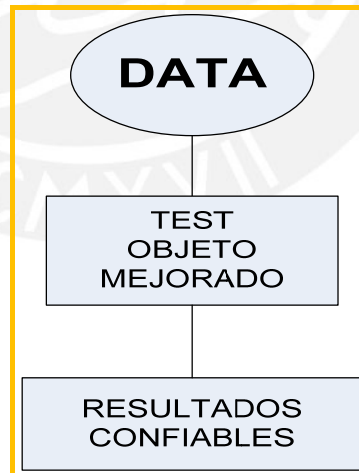 DATA
TEST
OBJETO
MEJORADO
RESULTADOS
CONFIABLES